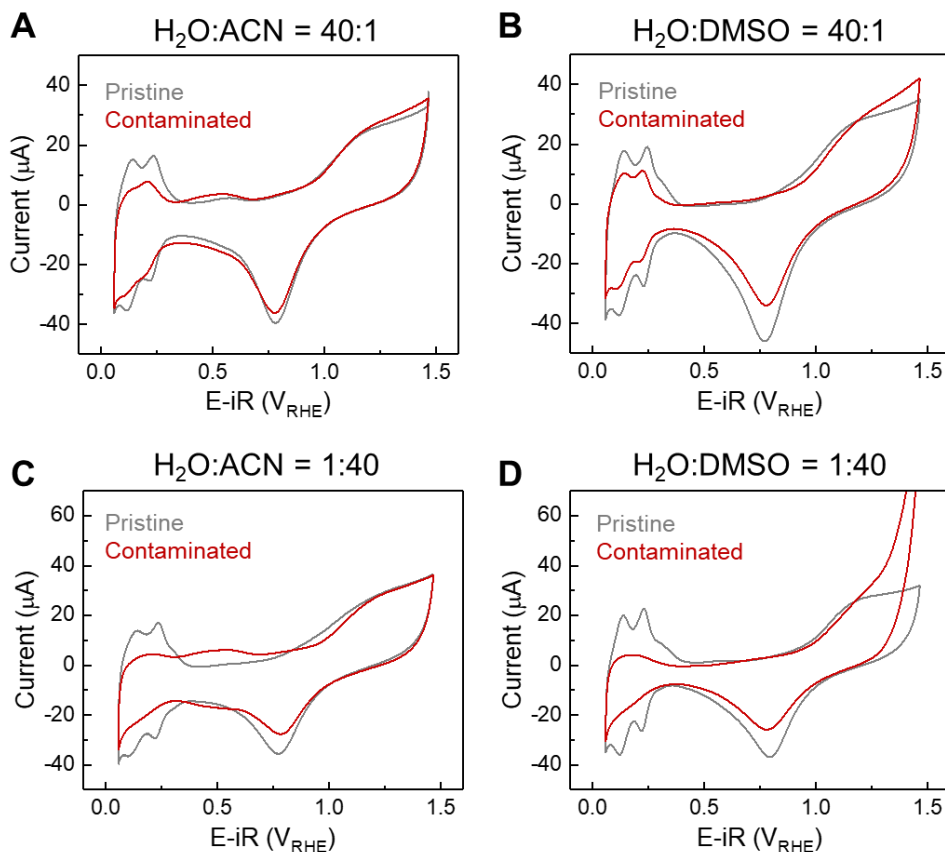 A
H₂O:ACN = 40:1
Pristine
Contaminated
40
20
0
-20
-40
Current (μA)
0.0
0.5
1.0
1.5
E-iR (V_RHE)
B
H₂O:DMSO = 40:1
Pristine
Contaminated
40
20
0
-20
-40
Current (μA)
0.0
0.5
1.0
1.5
E-iR (V_RHE)
C
H₂O:ACN = 1:40
Pristine
Contaminated
60
40
20
0
-20
-40
Current (μA)
0.0
0.5
1.0
1.5
E-iR (V_RHE)
D
H₂O:DMSO = 1:40
Pristine
Contaminated
60
40
20
0
-20
-40
Current (μA)
0.0
0.5
1.0
1.5
E-iR (V_RHE)